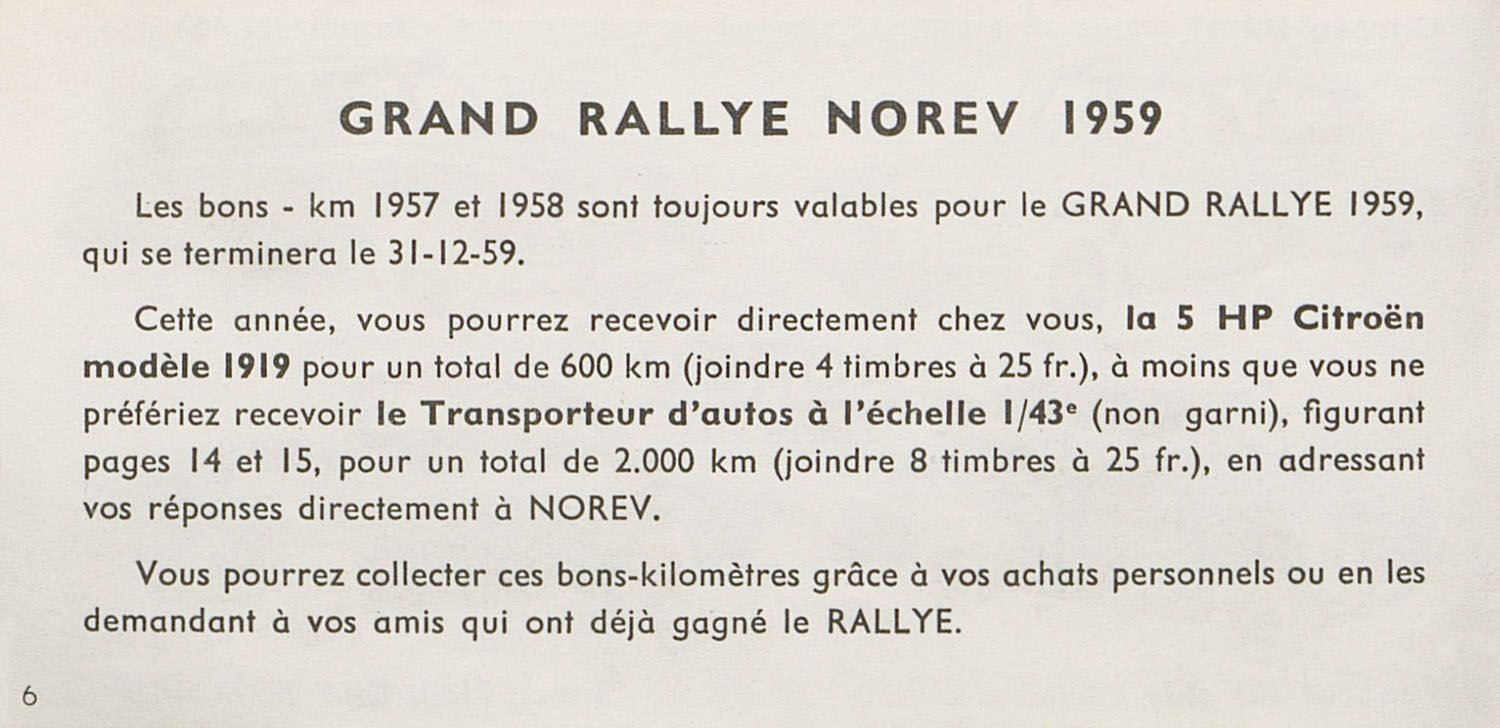 GRAND RALLYE NOREV 1959
Les bons - km 1957 et 1958 sont toujours valables pour le GRAND RALLYE 1959,
qui se terminera le 31-12-59.
Cette année, vous pourrez recevoir directement chez vous, la 5 HP Citroën
modèle 1919 pour un total de 600 km (joindre 4 timbres à 25 fr.), à moins que vous ne
préfériez recevoir le Transporteur d'autos à l'échelle 1/43e (non garni), figurant
pages 14 et 15, pour un total de 2.000 km (joindre 8 timbres à 25 fr.), en adressant
vos réponses directement à NOREV.
Vous pourrez collecter ces bons-kilomètres grâce à vos achats personnels ou en les
demandant à vos amis qui ont déjà gagné le RALLYE.
6